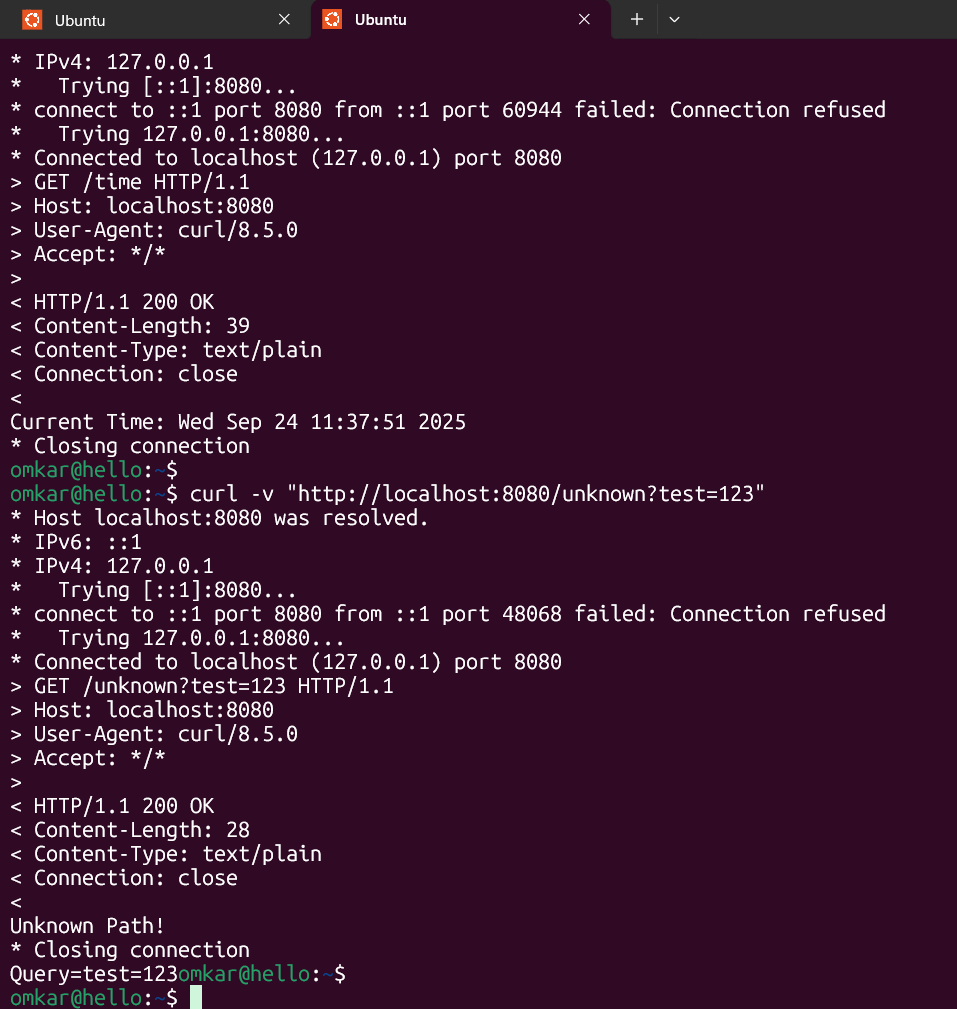 Ubuntu
Ubuntu
* IPv4: 127.0.0.1
*   Trying [::1]:8080...
* connect to ::1 port 8080 from ::1 port 60944 failed: Connection refused
*   Trying 127.0.0.1:8080...
* Connected to localhost (127.0.0.1) port 8080
> GET /time HTTP/1.1
> Host: localhost:8080
> User-Agent: curl/8.5.0
> Accept: */*
>
< HTTP/1.1 200 OK
< Content-Length: 39
< Content-Type: text/plain
< Connection: close
<
Current Time: Wed Sep 24 11:37:51 2025
* Closing connection
omkar@hello:~$
omkar@hello:~$ curl -v "http://localhost:8080/unknown?test=123"
* Host localhost:8080 was resolved.
* IPv6: ::1
* IPv4: 127.0.0.1
*   Trying [::1]:8080...
* connect to ::1 port 8080 from ::1 port 48068 failed: Connection refused
*   Trying 127.0.0.1:8080...
* Connected to localhost (127.0.0.1) port 8080
> GET /unknown?test=123 HTTP/1.1
> Host: localhost:8080
> User-Agent: curl/8.5.0
> Accept: */*
>
< HTTP/1.1 200 OK
< Content-Length: 28
< Content-Type: text/plain
< Connection: close
<
Unknown Path!
* Closing connection
Query=test=123omkar@hello:~$
omkar@hello:~$